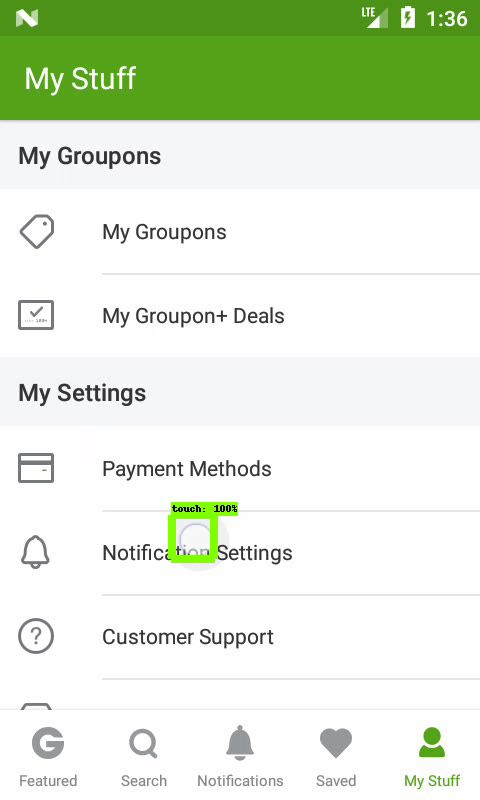 LTE 1:36
My Stuff
My Groupons
My Groupons
My Groupon+ Deals
My Settings
Payment Methods
touch: 100%
Notification Settings
Customer Support
Featured Search Notifications Saved My Stuff